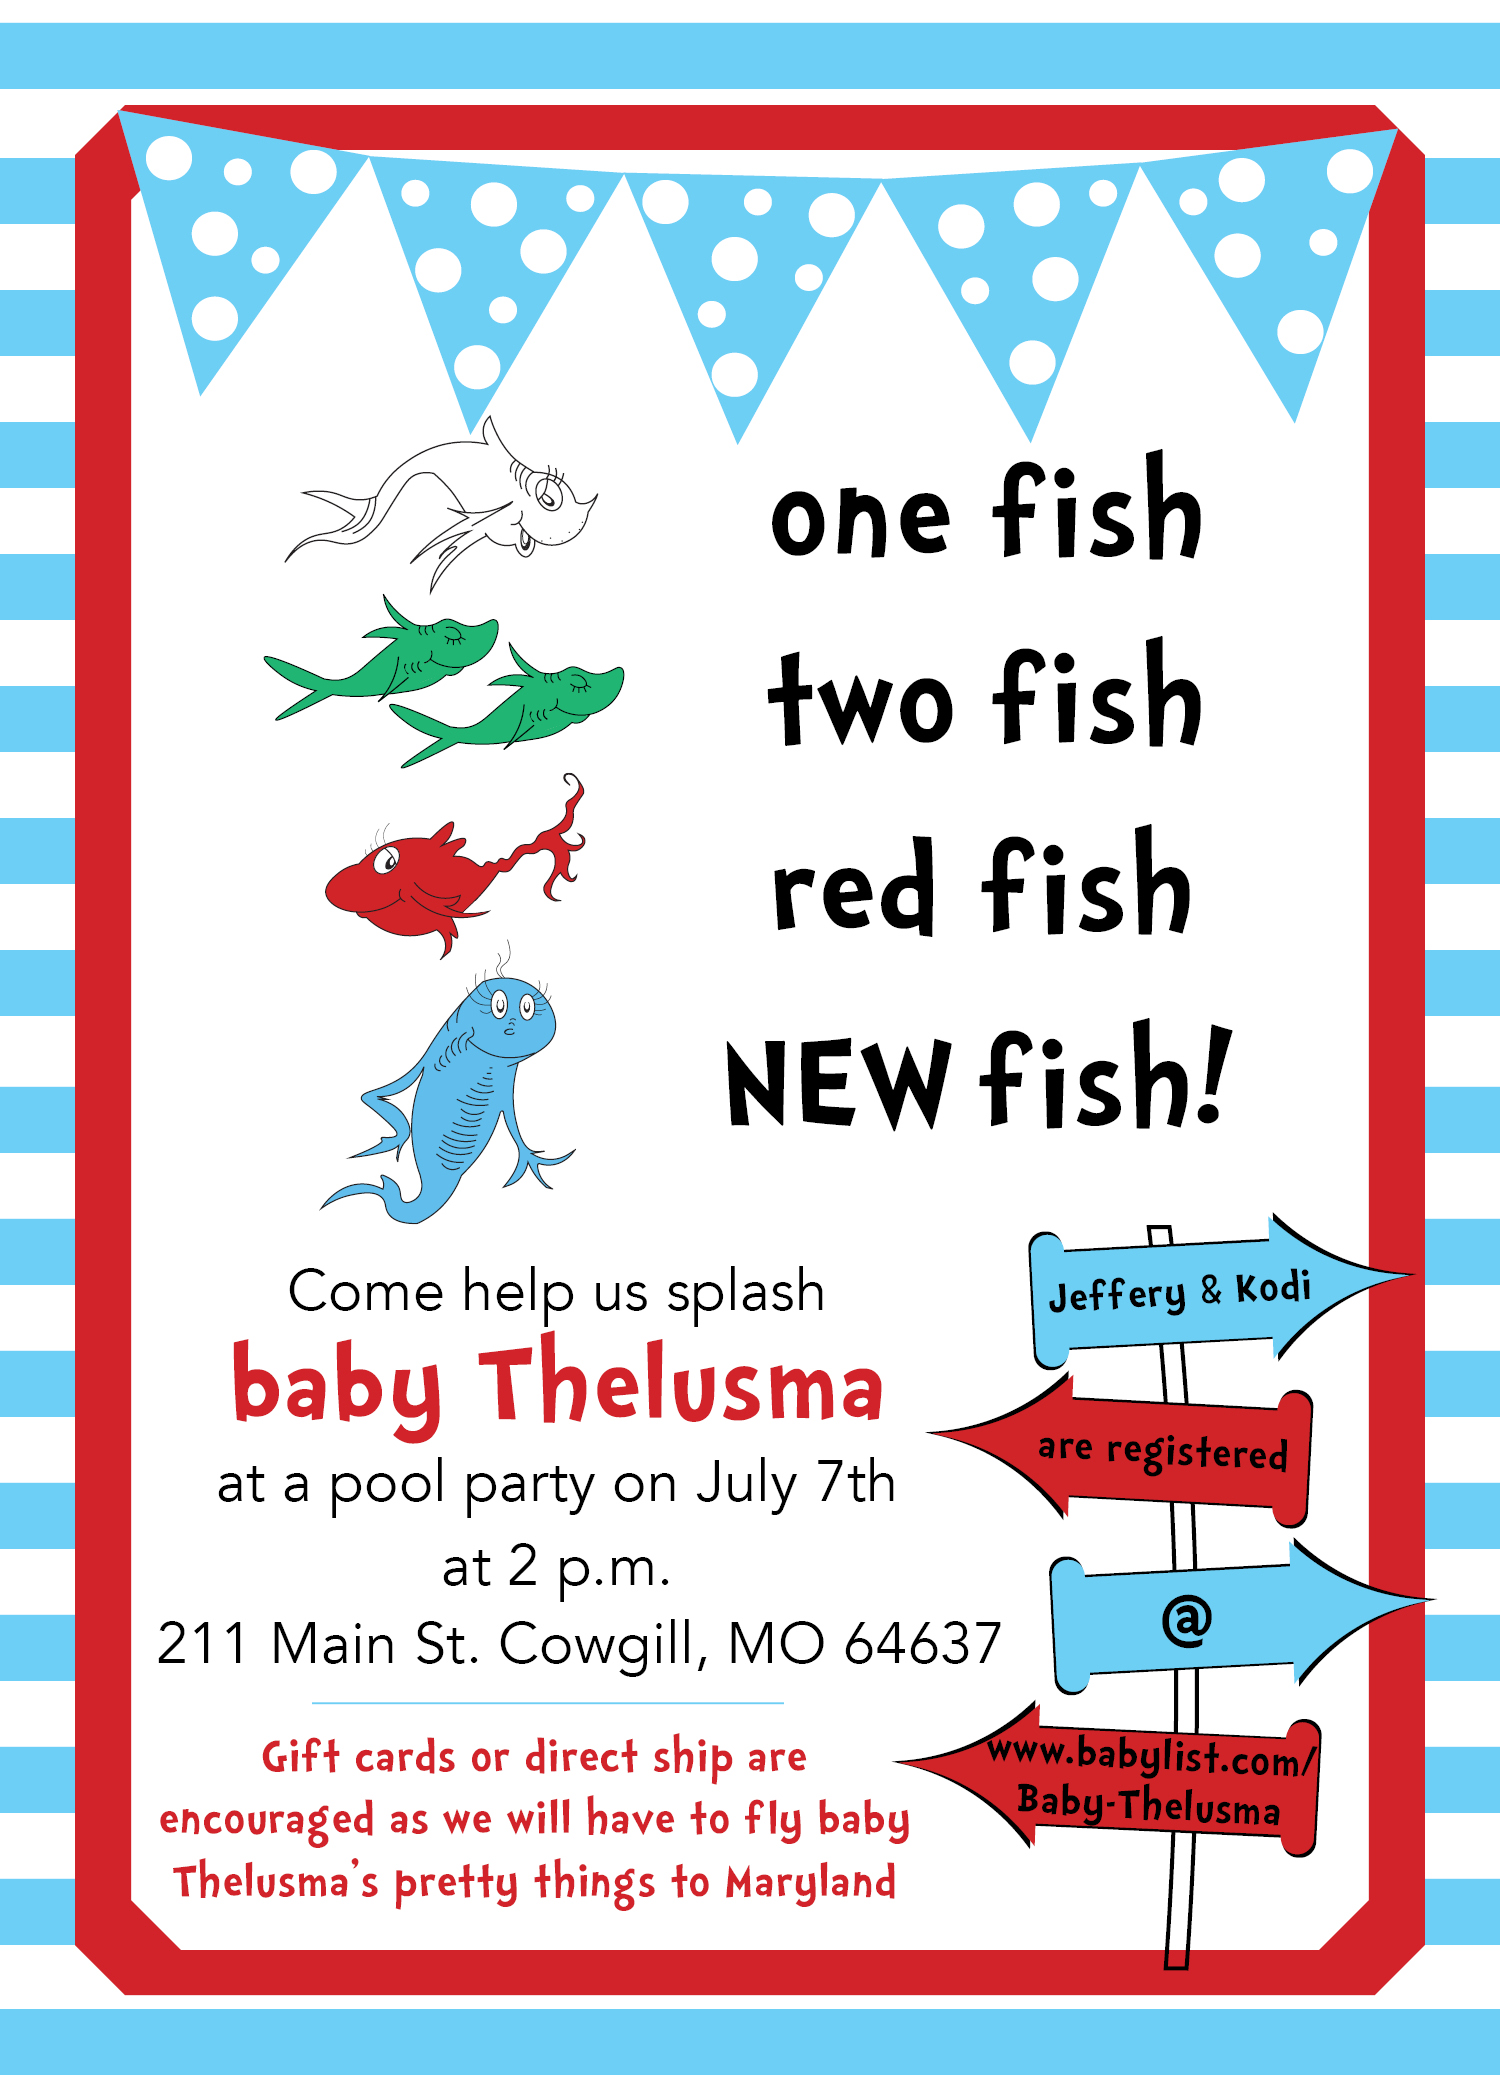 one fish
two fish
red fish
NEW fish!
Come help us splash
baby Thelusma
at a pool party on July 7th
at 2 p.m.
211 Main St. Cowgill, MO 64637
Gift cards or direct ship are
encouraged as we will have to fly baby
Thelusma's pretty things to Maryland
Jeffery & Kodi
are registered
@
www.babylist.com/
Baby-Thelusma